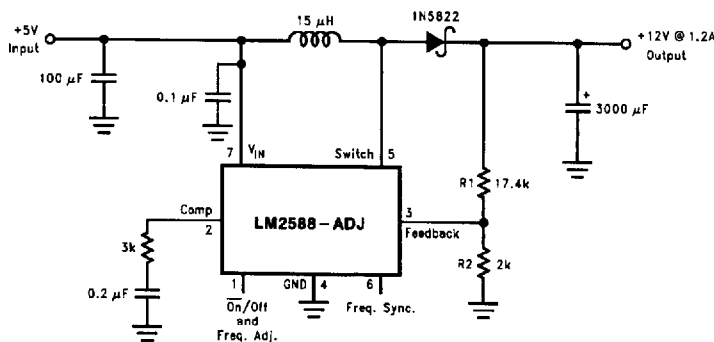 +5V
Input
100 µF
0.1 µF
15 µH
1N5822
+12V @ 1.2A
Output
+
3000 µF
7
VIN
Switch
5
R1
17.4k
Comp
2
LM2588-ADJ
3
Feedback
3k
R2
2k
0.2 µF
1
GND
4
6
On/Off
and
Freq. Adj.
Freq. Sync.